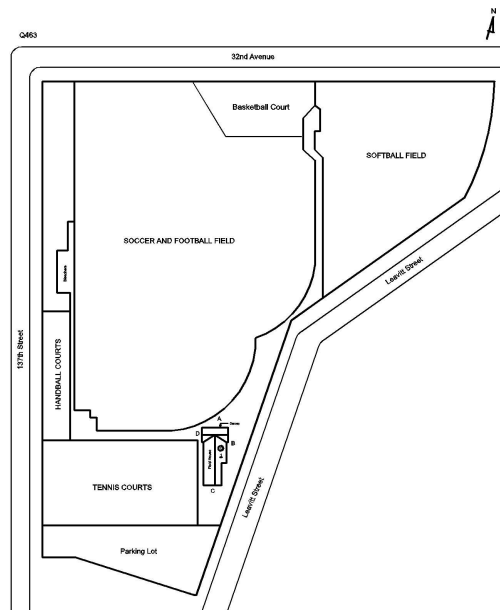 N
Q463
32nd Avenue
Basketball Court
SOFTBALL FIELD
SOCCER AND FOOTBALL FIELD
Leavitt Street
Bleachers
137th Street
HANDBALL COURTS
A
D
B
C
TENNIS COURTS
Leavitt Street
Parking Lot